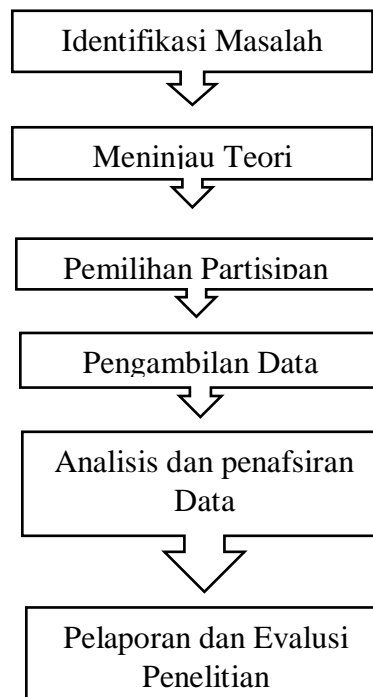 Identifikasi Masalah
Meninjau Teori
Pemilihan Partisipan
Pengambilan Data
Analisis dan penafsiran
Data
Pelaporan dan Evalusi
Penelitian